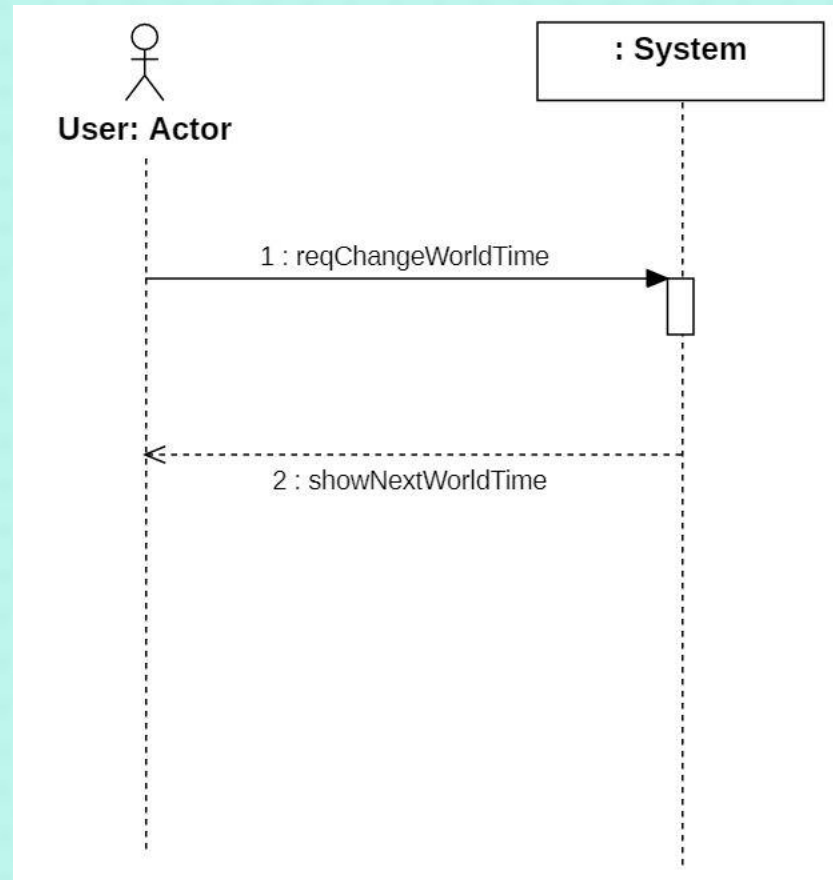 : System
User: Actor
1 : reqChangeWorldTime
2 : showNextWorldTime